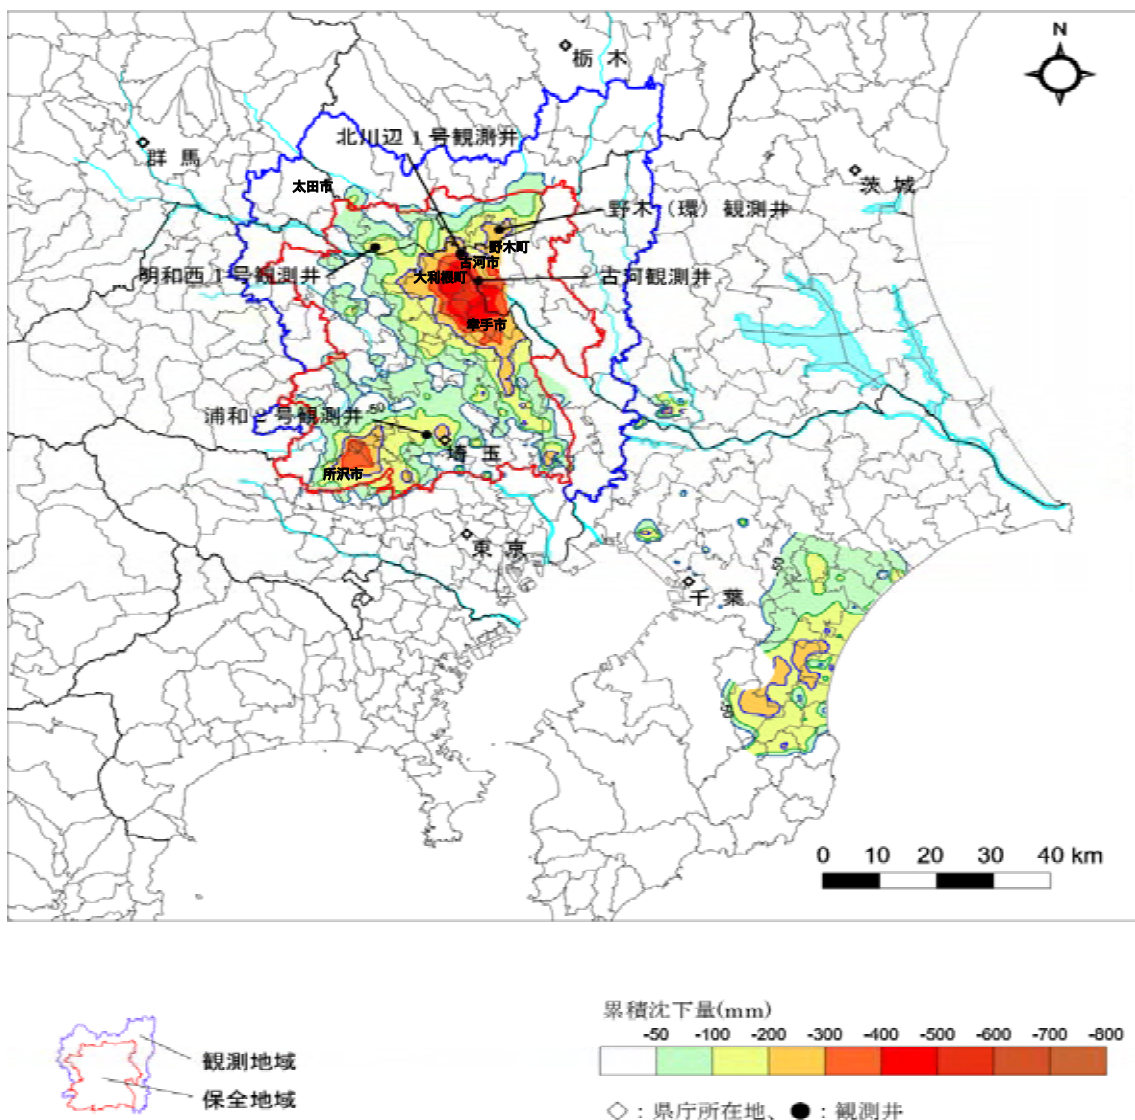 N
栃 木
北川辺１号観測井
群 馬
茨 城
太田市
野木（環）観測井
野木町
古河市
明和西１号観測井
大利根町
古河観測井
幸手市
-50
浦和２号観測井
埼 玉
所沢市
東 京
-50
千 葉
-50
0 10 20 30 40 km
累積沈下量(mm)
-50 -100 -200 -300 -400 -500 -600 -700 -800
観測地域
保全地域
◇：県庁所在地、●：観測井